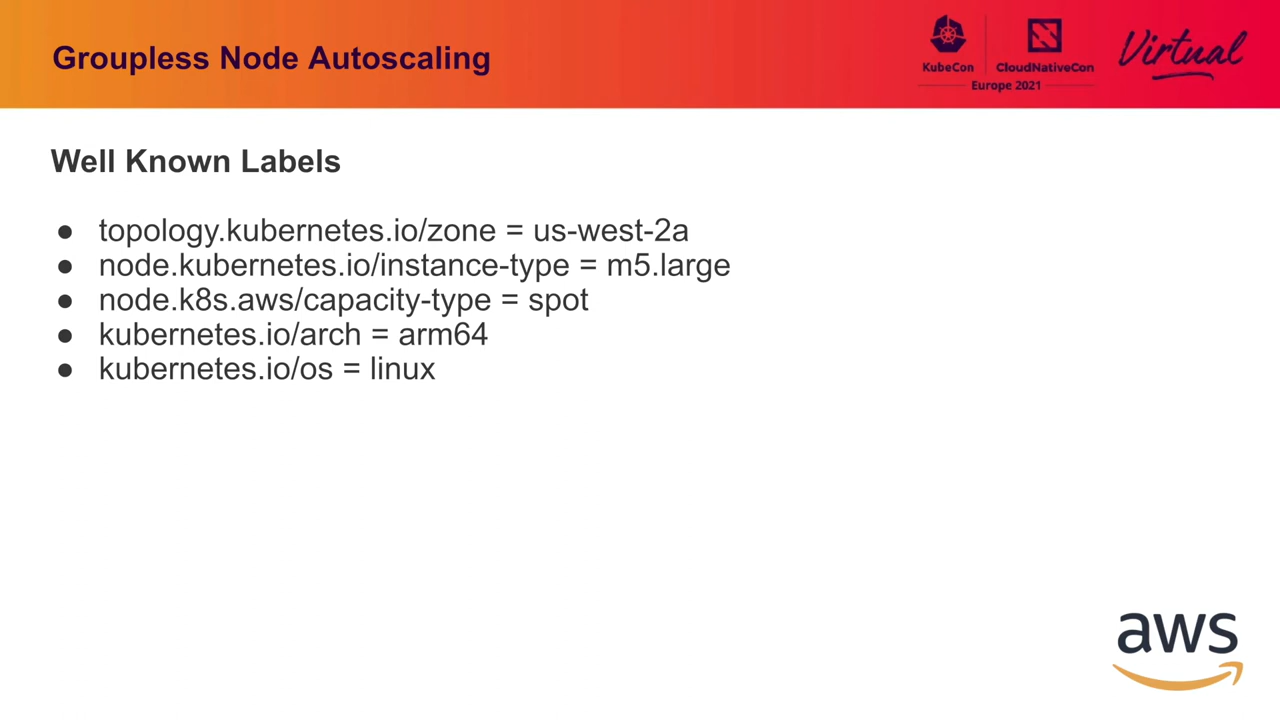 Groupless Node Autoscaling
KubeCon
CloudNativeCon
Europe 2021
Virtual
Well Known Labels
● topology.kubernetes.io/zone = us-west-2a
● node.kubernetes.io/instance-type = m5.large
● node.k8s.aws/capacity-type = spot
● kubernetes.io/arch = arm64
● kubernetes.io/os = linux
aws